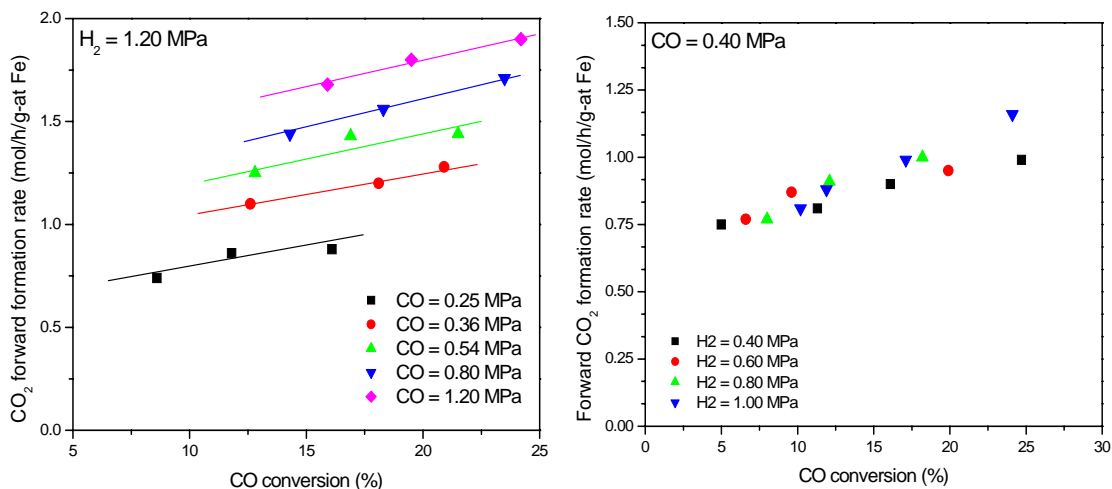 H₂ = 1.20 MPa
CO₂ forward formation rate (mol/h/g-at Fe)
2.0
1.5
1.0
0.5
0.0
5
10
15
20
25
CO conversion (%)
CO = 0.25 MPa
CO = 0.36 MPa
CO = 0.54 MPa
CO = 0.80 MPa
CO = 1.20 MPa
CO = 0.40 MPa
Forward CO₂ formation rate (mol/h/g-at Fe)
1.50
1.25
1.00
0.75
0.50
0.25
0.00
0
5
10
15
20
25
30
CO conversion (%)
H2 = 0.40 MPa
H2 = 0.60 MPa
H2 = 0.80 MPa
H2 = 1.00 MPa